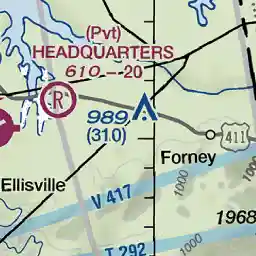 (Pvt)
HEADQUARTERS
610 - 20
R
989
(310)
411
Forney
Ellisville
1000
V 417
1968
1000
T 292